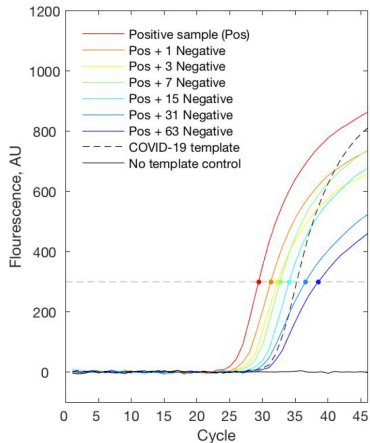 1200
1000
800
600
400
200
0
Flourescence, AU
Positive sample (Pos)
Pos + 1 Negative
Pos + 3 Negative
Pos + 7 Negative
Pos + 15 Negative
Pos + 31 Negative
Pos + 63 Negative
COVID-19 template
No template control
0 5 10 15 20 25 30 35 40 45
Cycle